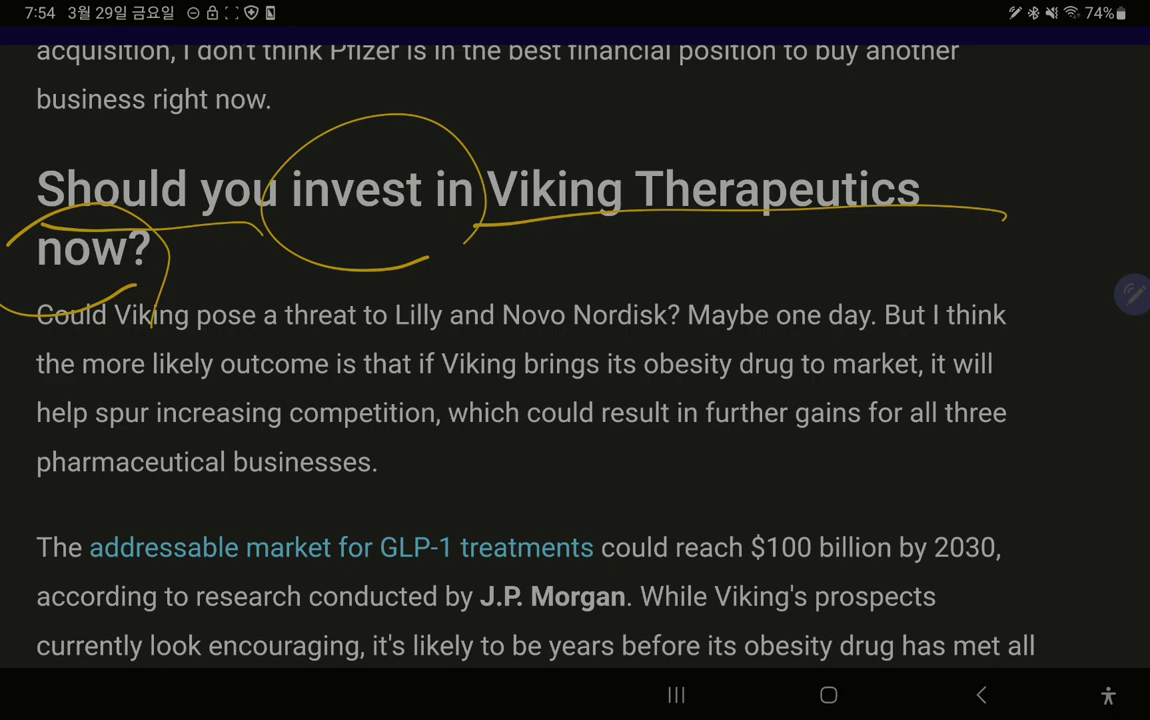 7:54 3월 29일 금요일 74%
acquisition, I don't think Pfizer is in the best financial position to buy another
business right now.
Should you invest in Viking Therapeutics
now?
Could Viking pose a threat to Lilly and Novo Nordisk? Maybe one day. But I think
the more likely outcome is that if Viking brings its obesity drug to market, it will
help spur increasing competition, which could result in further gains for all three
pharmaceutical businesses.
The addressable market for GLP-1 treatments could reach $100 billion by 2030,
according to research conducted by J.P. Morgan. While Viking's prospects
currently look encouraging, it's likely to be years before its obesity drug has met all